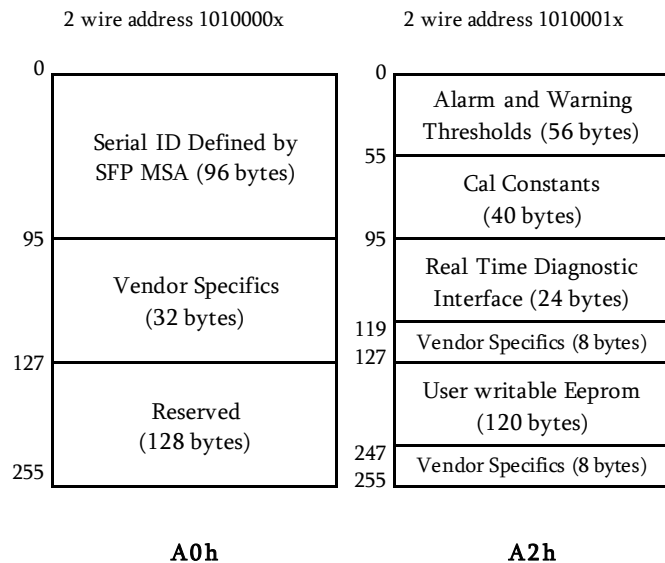 2 wire address 1010000x
0
Serial ID Defined by
SFP MSA (96 bytes)
95
Vendor Specifics
(32 bytes)
127
Reserved
(128 bytes)
255
A0h
2 wire address 1010001x
0
Alarm and Warning
Thresholds (56 bytes)
55
Cal Constants
(40 bytes)
95
Real Time Diagnostic
Interface (24 bytes)
119
Vendor Specifics (8 bytes)
127
User writable Eeprom
(120 bytes)
247
Vendor Specifics (8 bytes)
255
A2h